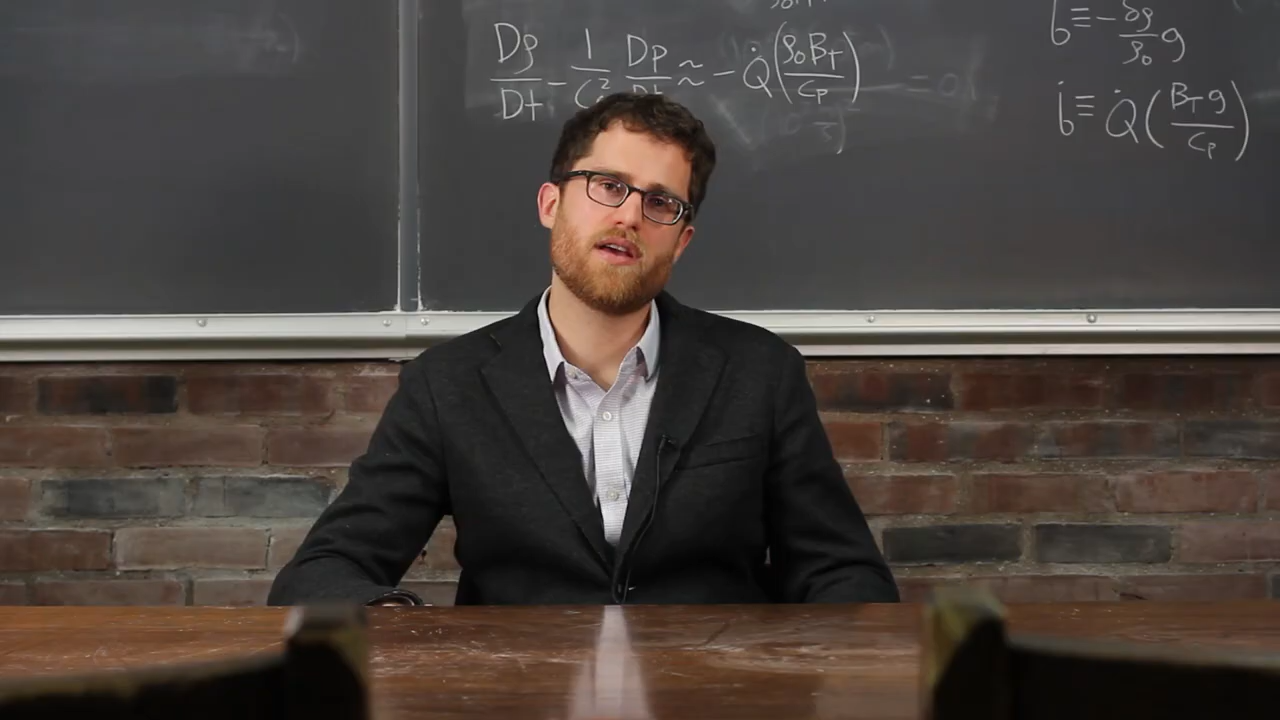 Dρ/Dt - 1/C² Dp/Dt ≈ -Q̇(ρ₀B_T/C_p)
b ≡ -δρ/ρ₀ g
ḃ ≡ Q̇(B_T g/C_p)